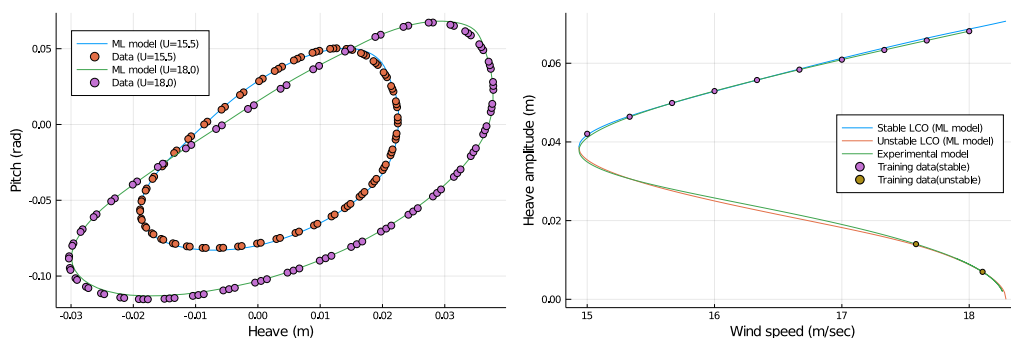 0.05
0.00
-0.05
-0.10
Pitch (rad)
ML model (U=15.5)
Data (U=15.5)
ML model (U=18.0)
Data (U=18.0)
-0.03
-0.02
-0.01
0.00
0.01
0.02
0.03
Heave (m)
0.06
0.04
0.02
0.00
Heave amplitude (m)
Stable LCO (ML model)
Unstable LCO (ML model)
Experimental model
Training data(stable)
Training data(unstable)
15
16
17
18
Wind speed (m/sec)